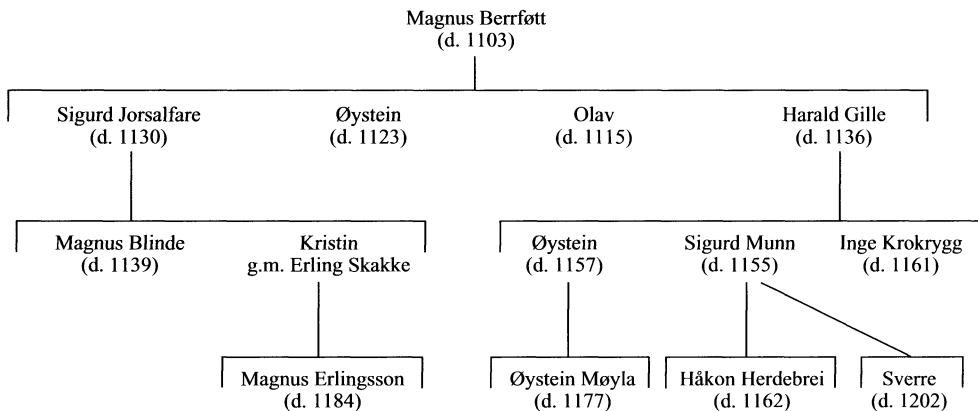 Magnus Berrføtt
(d. 1103)
Sigurd Jorsalfare
(d. 1130)
Øystein
(d. 1123)
Olav
(d. 1115)
Harald Gille
(d. 1136)
Magnus Blinde
(d. 1139)
Kristin
g.m. Erling Skakke
Øystein
(d. 1157)
Sigurd Munn
(d. 1155)
Inge Krokrygg
(d. 1161)
Magnus Erlingsson
(d. 1184)
Øystein Møyla
(d. 1177)
Håkon Herdebrei
(d. 1162)
Sverre
(d. 1202)